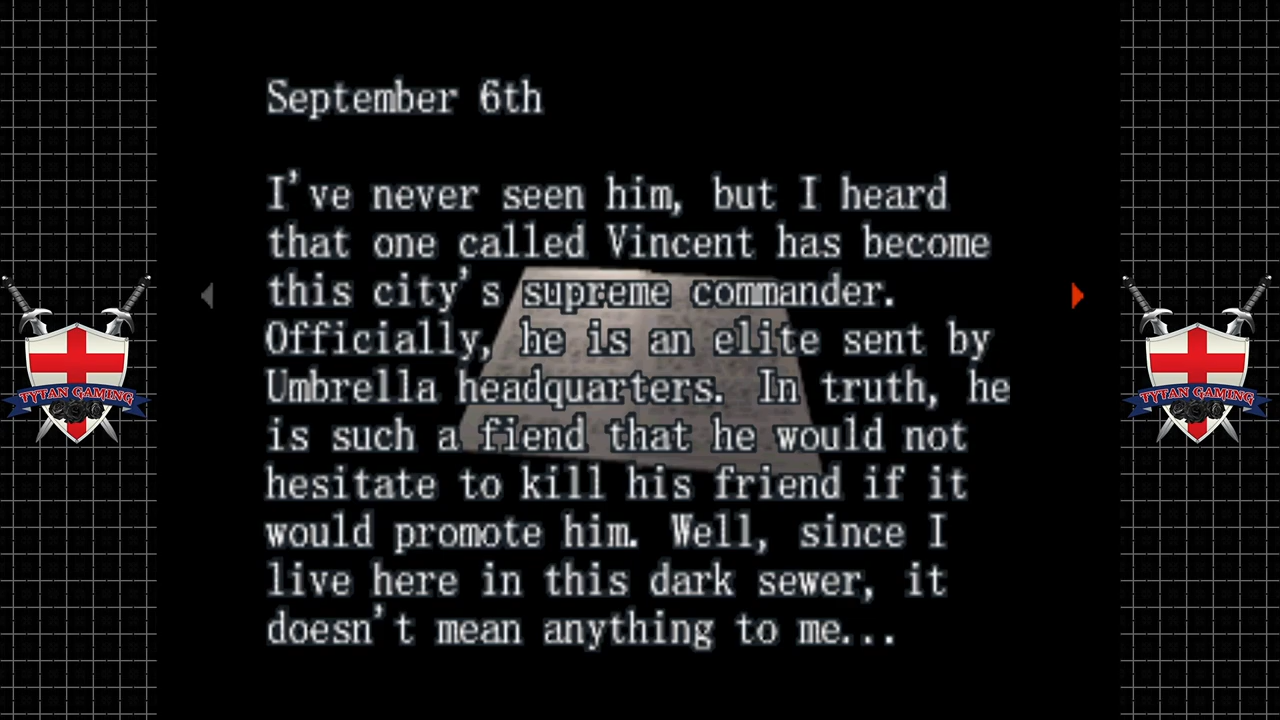 September 6th
I've never seen him, but I heard
that one called Vincent has become
this city's supreme commander.
Officially, he is an elite sent by
Umbrella headquarters. In truth, he
is such a fiend that he would not
hesitate to kill his friend if it
would promote him. Well, since I
live here in this dark sewer, it
doesn't mean anything to me...
TYTAN GAMING
TYTAN GAMING